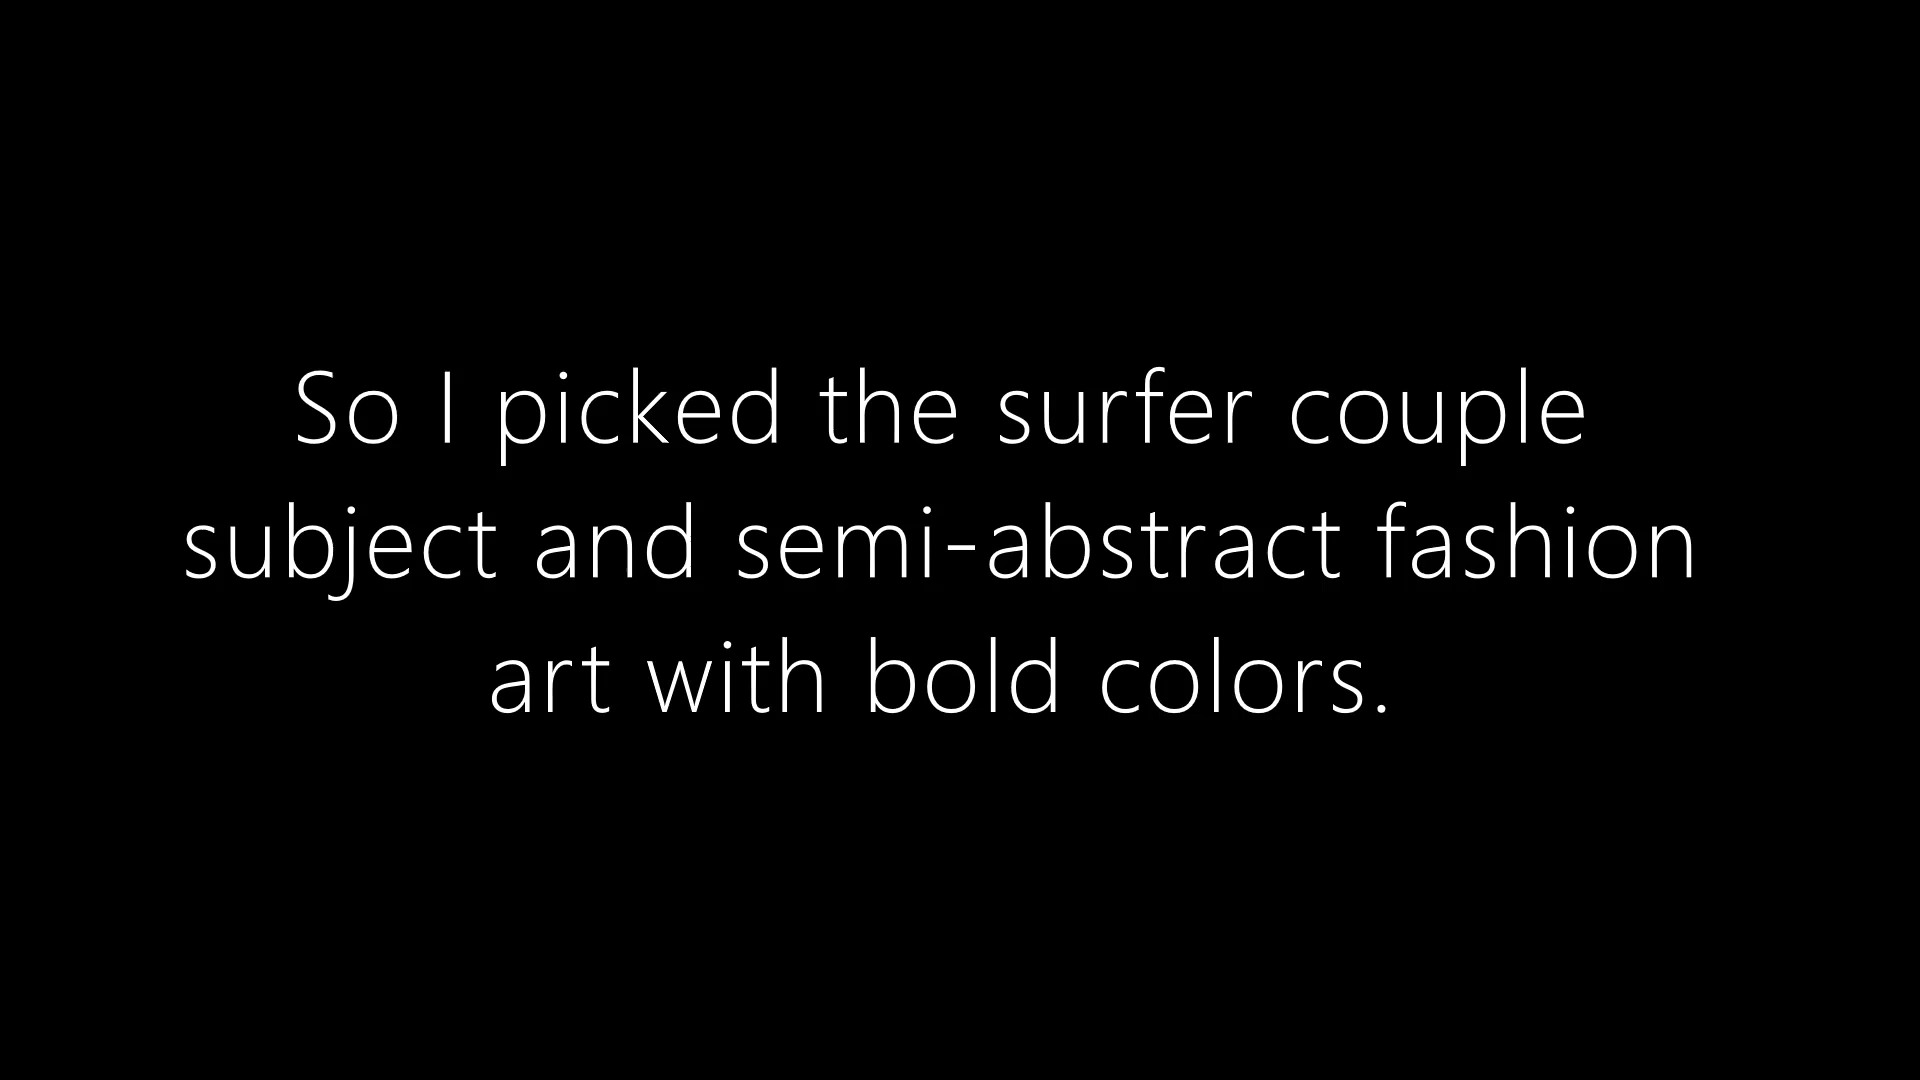 So I picked the surfer couple
subject and semi-abstract fashion
art with bold colors.